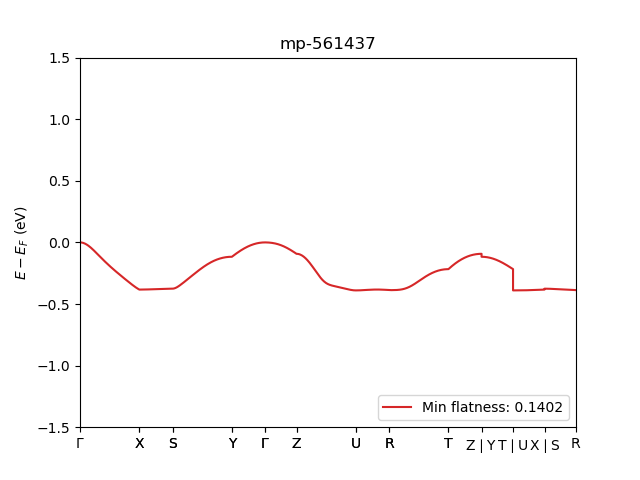 mp-561437
E − E_F (eV)
1.5
1.0
0.5
0.0
−0.5
−1.0
−1.5
Min flatness: 0.1402
Γ X S Y Γ Z U R T Z | Y T | U X | S R